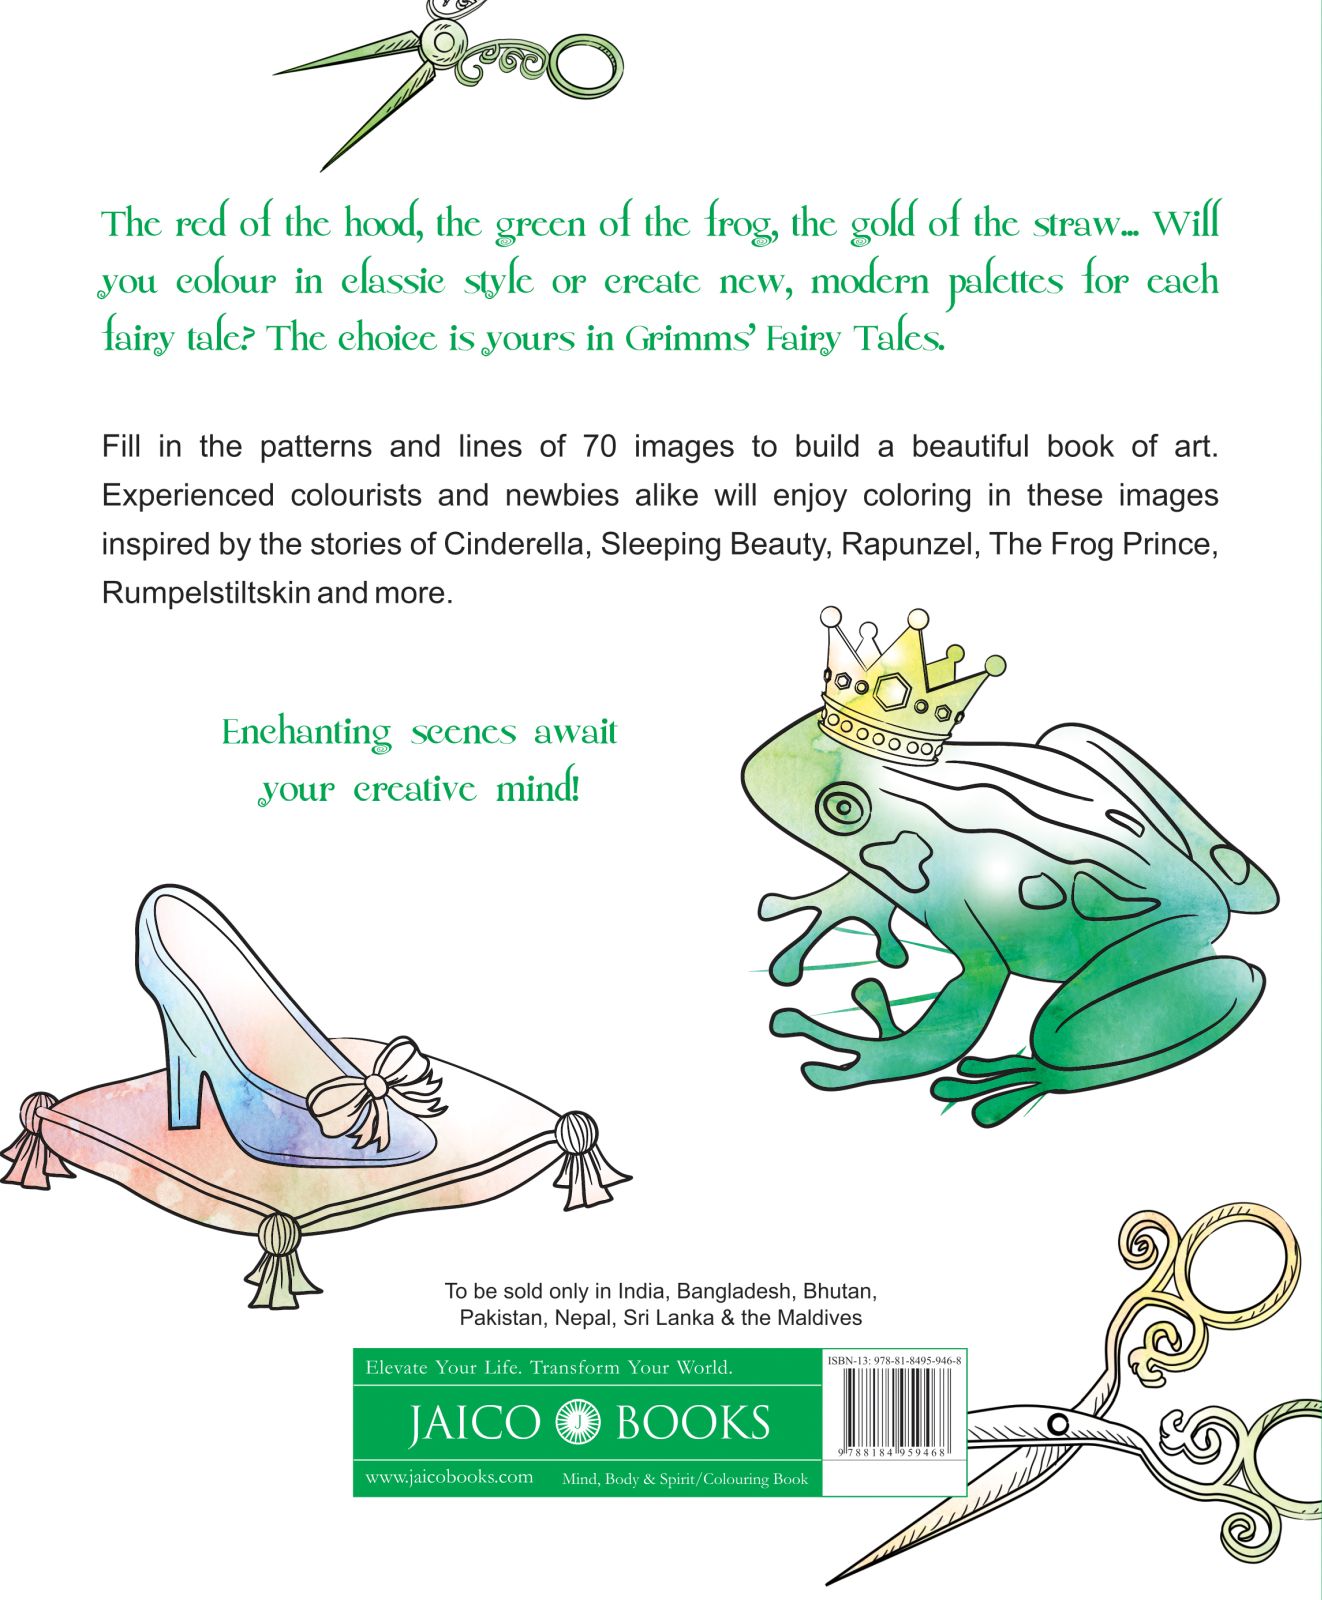 The red of the hood, the green of the frog, the gold of the straw... Will
you colour in classic style or create new, modern palettes for each
fairy tale? The choice is yours in Grimms' Fairy Tales.
Fill in the patterns and lines of 70 images to build a beautiful book of art.
Experienced colourists and newbies alike will enjoy coloring in these images
inspired by the stories of Cinderella, Sleeping Beauty, Rapunzel, The Frog Prince,
Rumpelstiltskin and more.
Enchanting scenes await
your creative mind!
To be sold only in India, Bangladesh, Bhutan,
Pakistan, Nepal, Sri Lanka & the Maldives
Elevate Your Life. Transform Your World.
JAICO J BOOKS
www.jaicobooks.com Mind, Body & Spirit/Colouring Book
ISBN-13: 978-81-8495-946-8
9 788184 959468